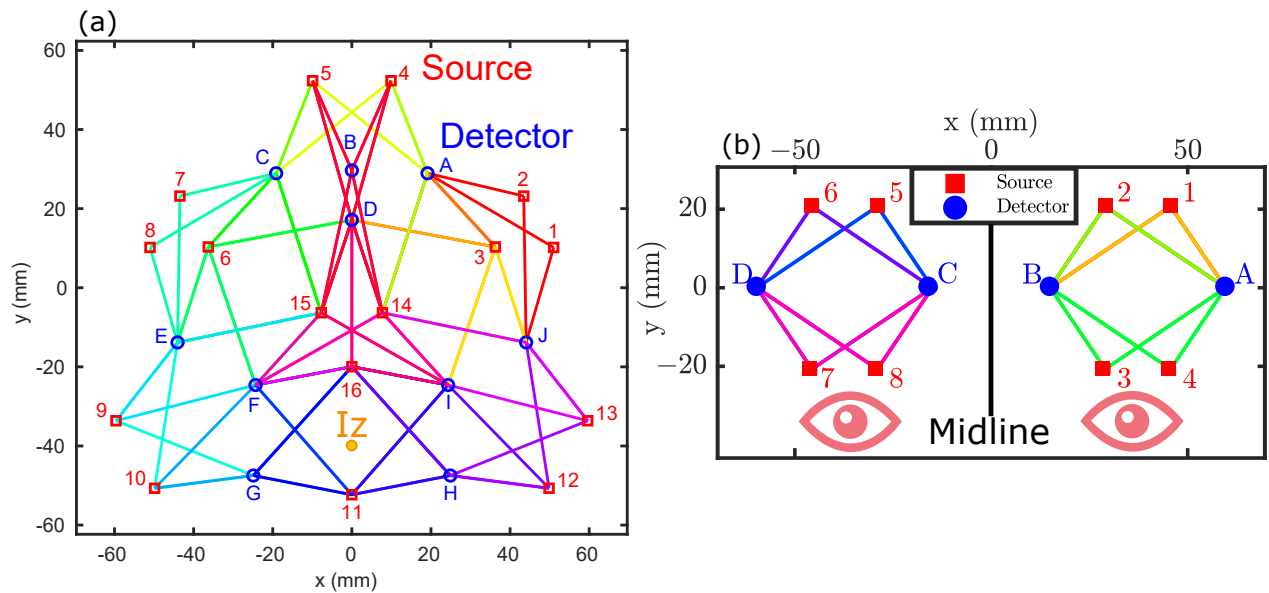 (a)
60
40
20
0
-20
-40
-60
y (mm)
-60
-40
-20
0
20
40
60
x (mm)
5
4
Source
Detector
C
B
A
7
2
D
8
6
3
1
15
14
E
J
F
16
I
9
Iz
13
10
G
H
12
11
(b)
x (mm)
−50
0
50
20
0
−20
y (mm)
Source
Detector
6
5
2
1
D
C
B
A
7
8
3
4
Midline